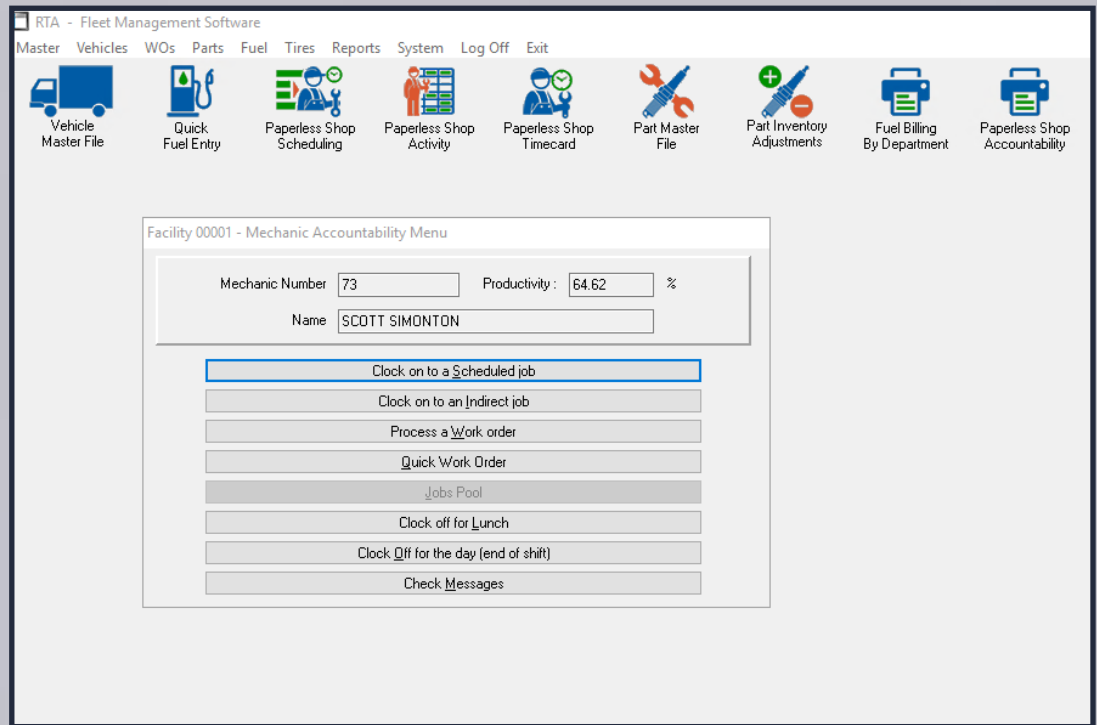 RTA - Fleet Management Software
Master Vehicles WOs Parts Fuel Tires Reports System Log Off Exit
Vehicle
Master File
Quick
Fuel Entry
Paperless Shop
Scheduling
Paperless Shop
Activity
Paperless Shop
Timecard
Part Master
File
Part Inventory
Adjustments
Fuel Billing
By Department
Paperless Shop
Accountability
Facility 00001 - Mechanic Accountability Menu
Mechanic Number 73 Productivity : 64.62 %
Name SCOTT SIMONTON
Clock on to a Scheduled job
Clock on to an Indirect job
Process a Work order
Quick Work Order
Jobs Pool
Clock off for Lunch
Clock Off for the day (end of shift)
Check Messages